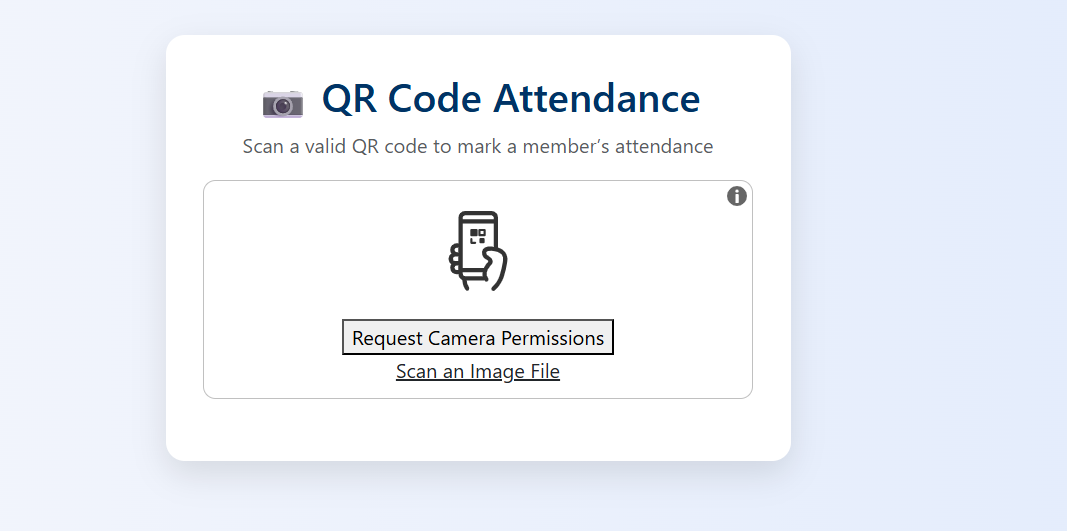 📷 QR Code Attendance
Scan a valid QR code to mark a member’s attendance
Request Camera Permissions
Scan an Image File